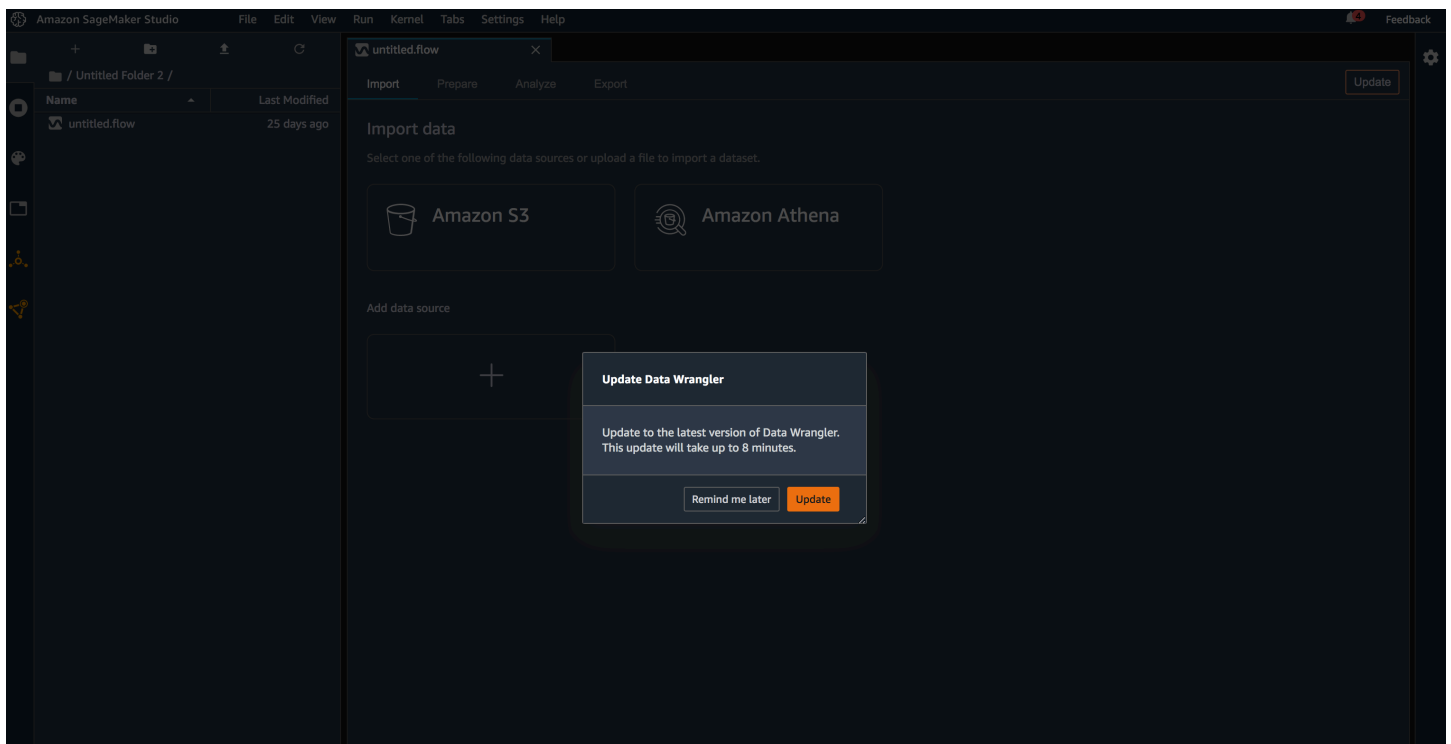 Amazon SageMaker Studio File Edit View Run Kernel Tabs Settings Help 4 Feedback
untitled.flow
/ Untitled Folder 2 /
Import Prepare Analyze Export Update
Name Last Modified
untitled.flow 25 days ago
Import data
Select one of the following data sources or upload a file to import a dataset.
Amazon S3 Amazon Athena
Add data source
Update Data Wrangler
Update to the latest version of Data Wrangler.
This update will take up to 8 minutes.
Remind me later Update